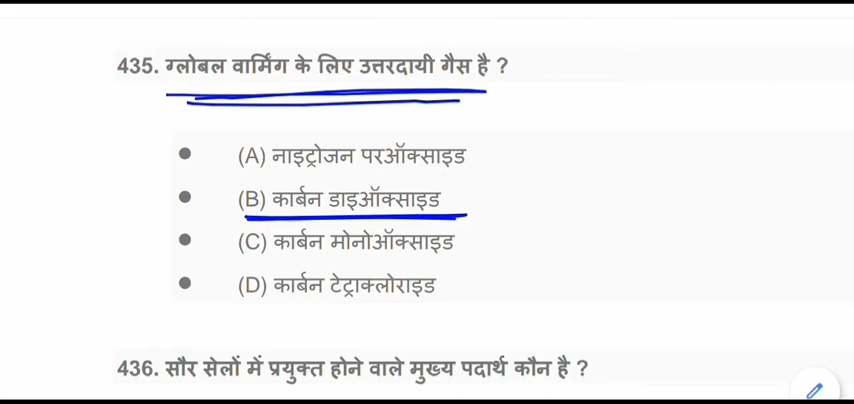 435. ग्लोबल वार्मिंग के लिए उत्तरदायी गैस है ?
(A) नाइट्रोजन परऑक्साइड
(B) कार्बन डाइऑक्साइड
(C) कार्बन मोनोऑक्साइड
(D) कार्बन टेट्राक्लोराइड
436. सौर सेलों में प्रयुक्त होने वाले मुख्य पदार्थ कौन है ?